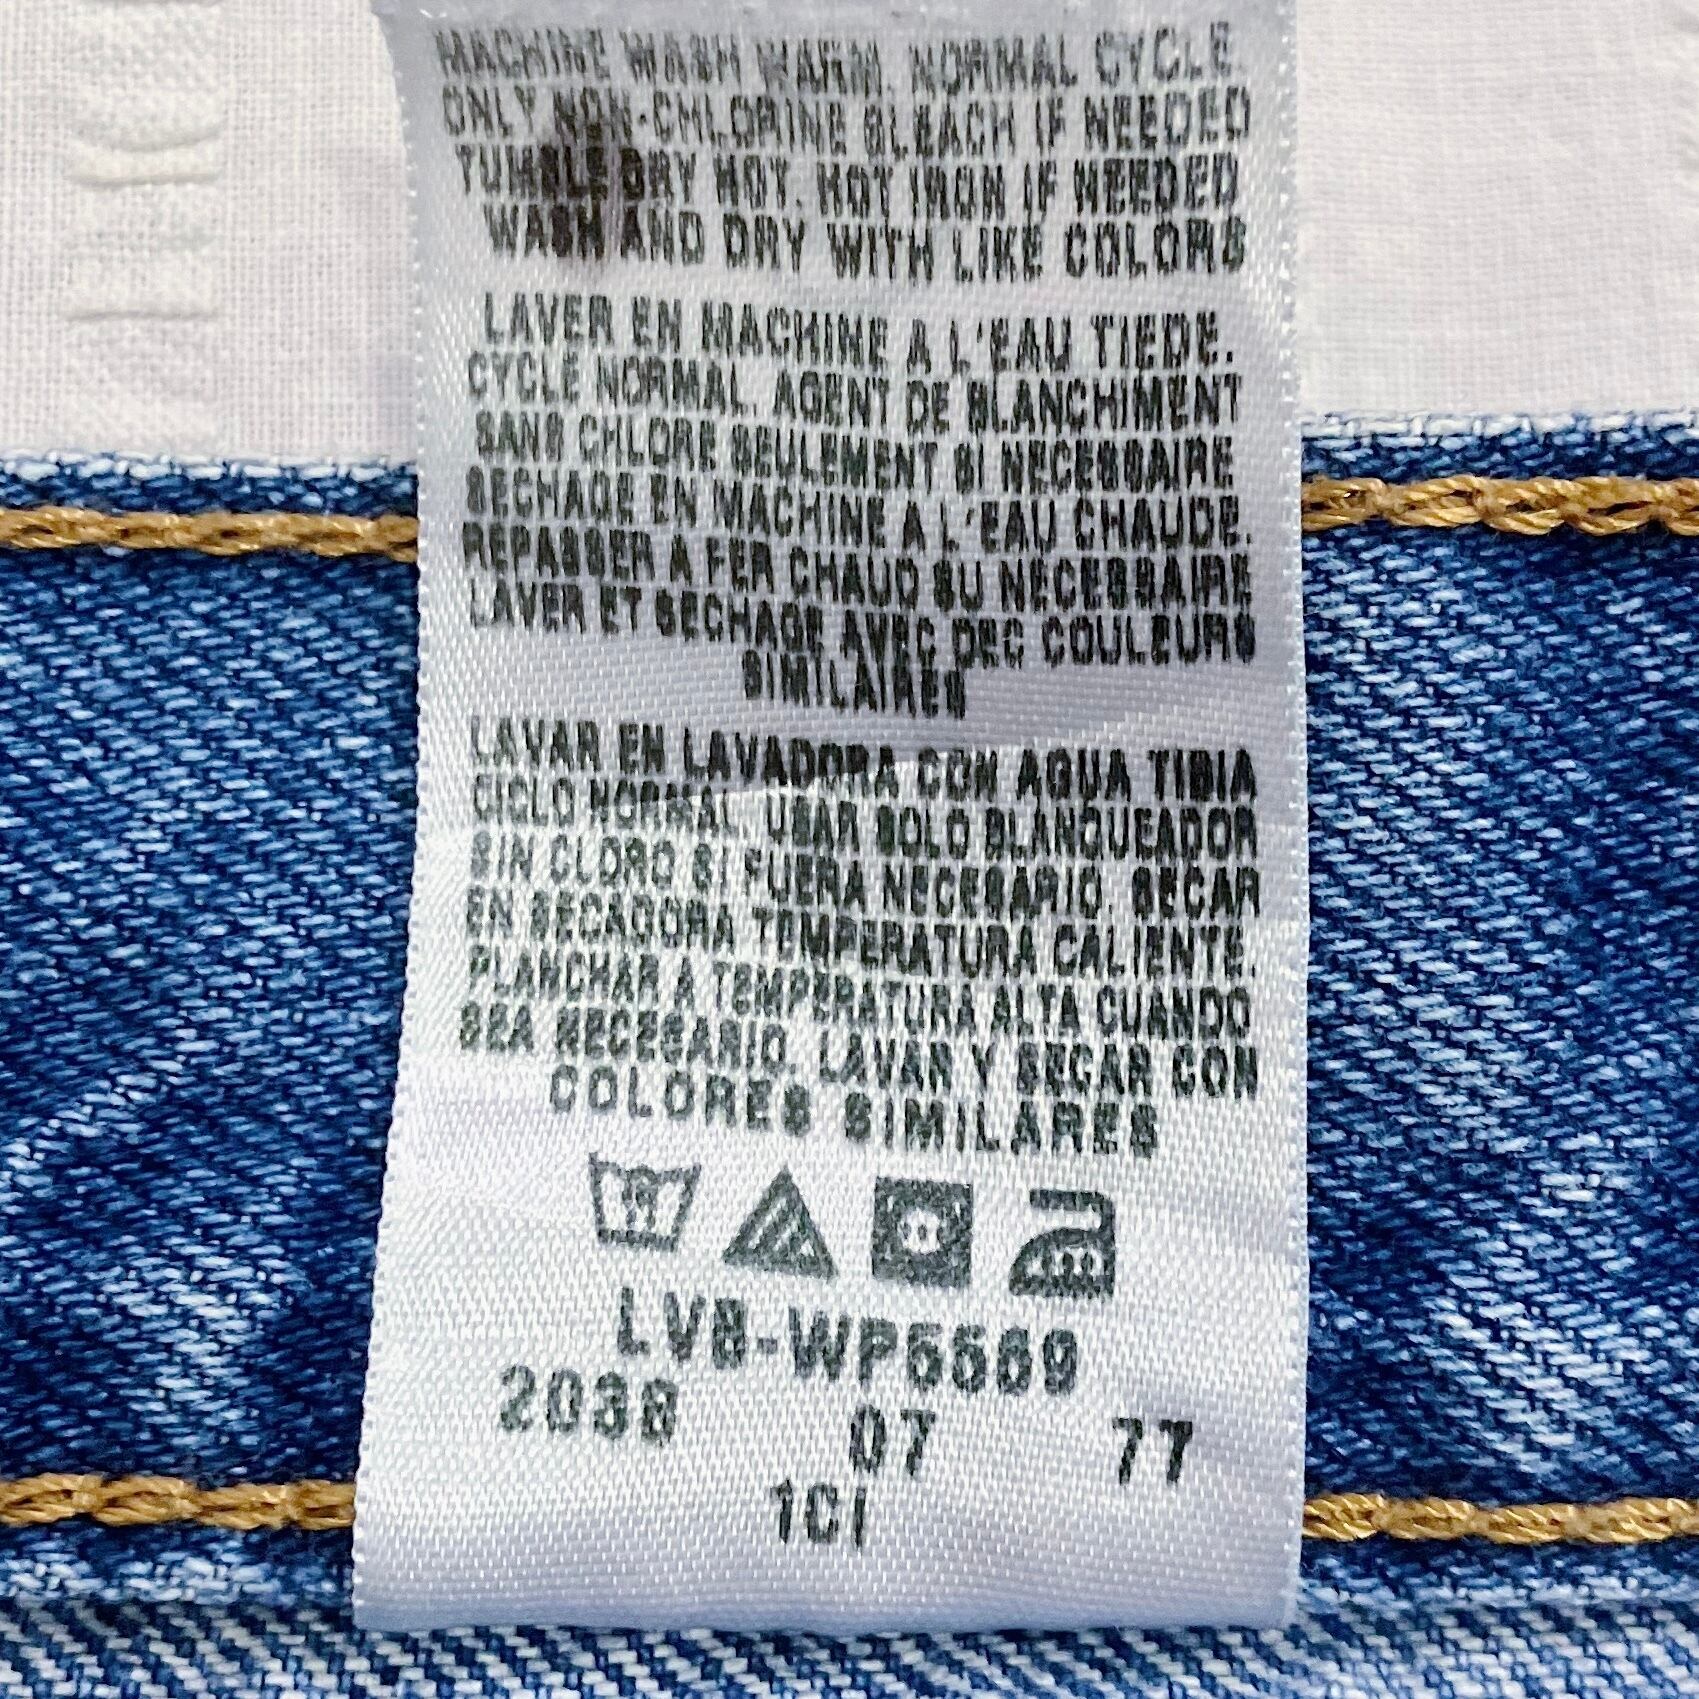 MACHINE WASH WARM. NORMAL CYCLE
ONLY NON-CHLORINE BLEACH IF NEEDED
TUMBLE DRY HOT. HOT IRON IF NEEDED
WASH AND DRY WITH LIKE COLORS
LAVER EN MACHINE A L'EAU TIEDE.
CYCLE NORMAL. AGENT DE BLANCHIMENT
SANS CHLORE SEULEMENT SI NECESSAIRE
SECHAGE EN MACHINE A L'EAU CHAUDE.
REPASSER A FER CHAUD SU NECESSAIRE
LAVER ET SECHAGE AVEC DEC COULEURS
SIMILAIRES
LAVAR EN LAVADORA CON AGUA TIBIA
CICLO NORMAL. USAR SOLO BLANQUEADOR
SIN CLORO SI FUERA NECESARIO. SECAR
EN SECADORA TEMPERATURA CALIENTE.
PLANCHAR A TEMPERATURA ALTA CUANDO
SEA NECESARIO. LAVAR Y SECAR CON
COLORES SIMILARES
LVB-WP5569
2038 07 77
1CI